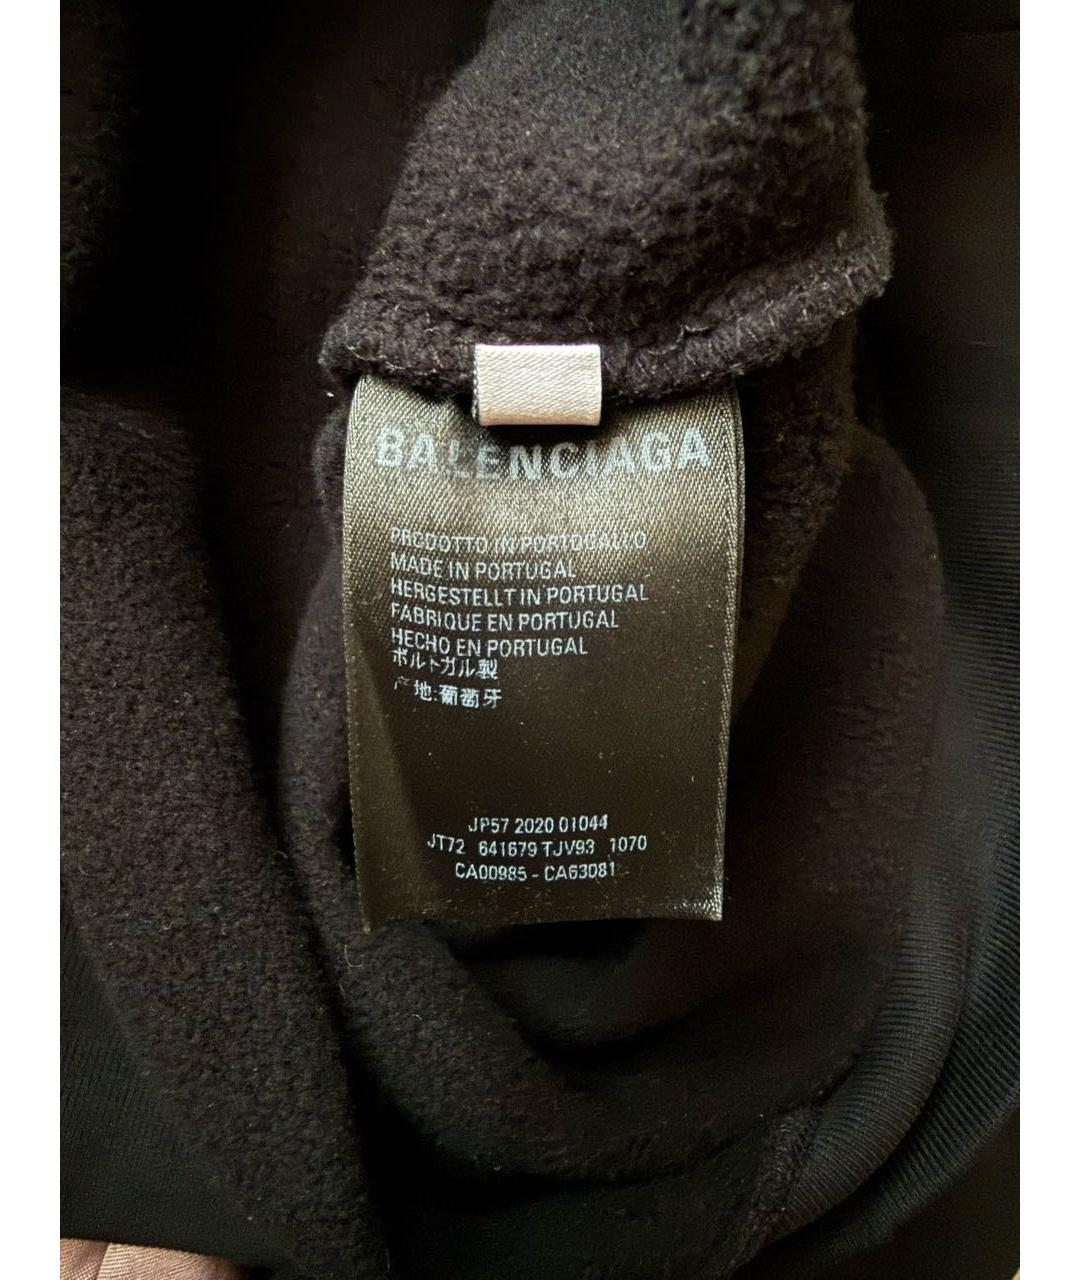 BALENCIAGA
PRODOTTO IN PORTOGALLO
MADE IN PORTUGAL
HERGESTELLT IN PORTUGAL
FABRIQUE EN PORTUGAL
HECHO EN PORTUGAL
ポルトガル製
产地:葡萄牙
JP57 2020 01044
JT72 641679 TJV93 1070
CA00985 - CA63081